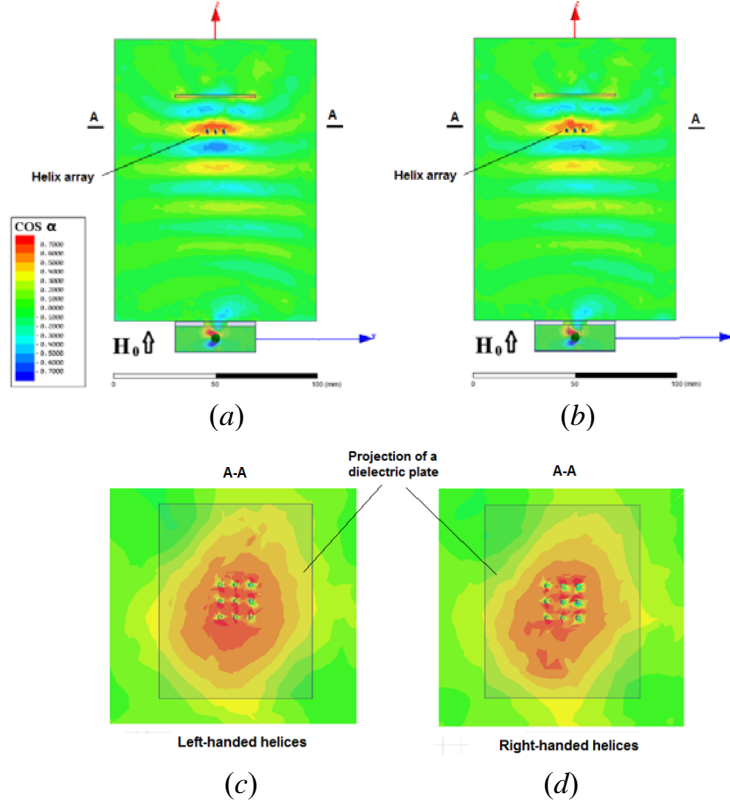 z
z
A
A
A
A
Helix array
Helix array
COS α
0.7000
0.6000
0.5000
0.4000
0.3000
0.2000
0.1000
0.0000
-0.1000
-0.2000
-0.3000
-0.4000
-0.5000
-0.6000
-0.7000
H0
H0
0 50 100 (mm)
0 50 100 (mm)
(a)
(b)
Projection of a
dielectric plate
A-A
A-A
Left-handed helices
Right-handed helices
(c)
(d)